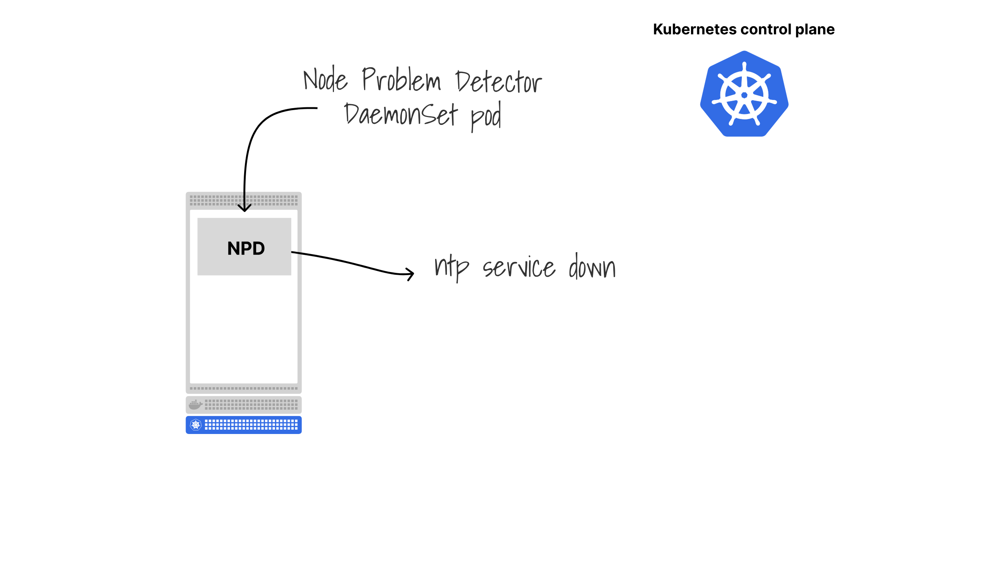 Kubernetes control plane
Node Problem Detector
DaemonSet pod
NPD
ntp service down